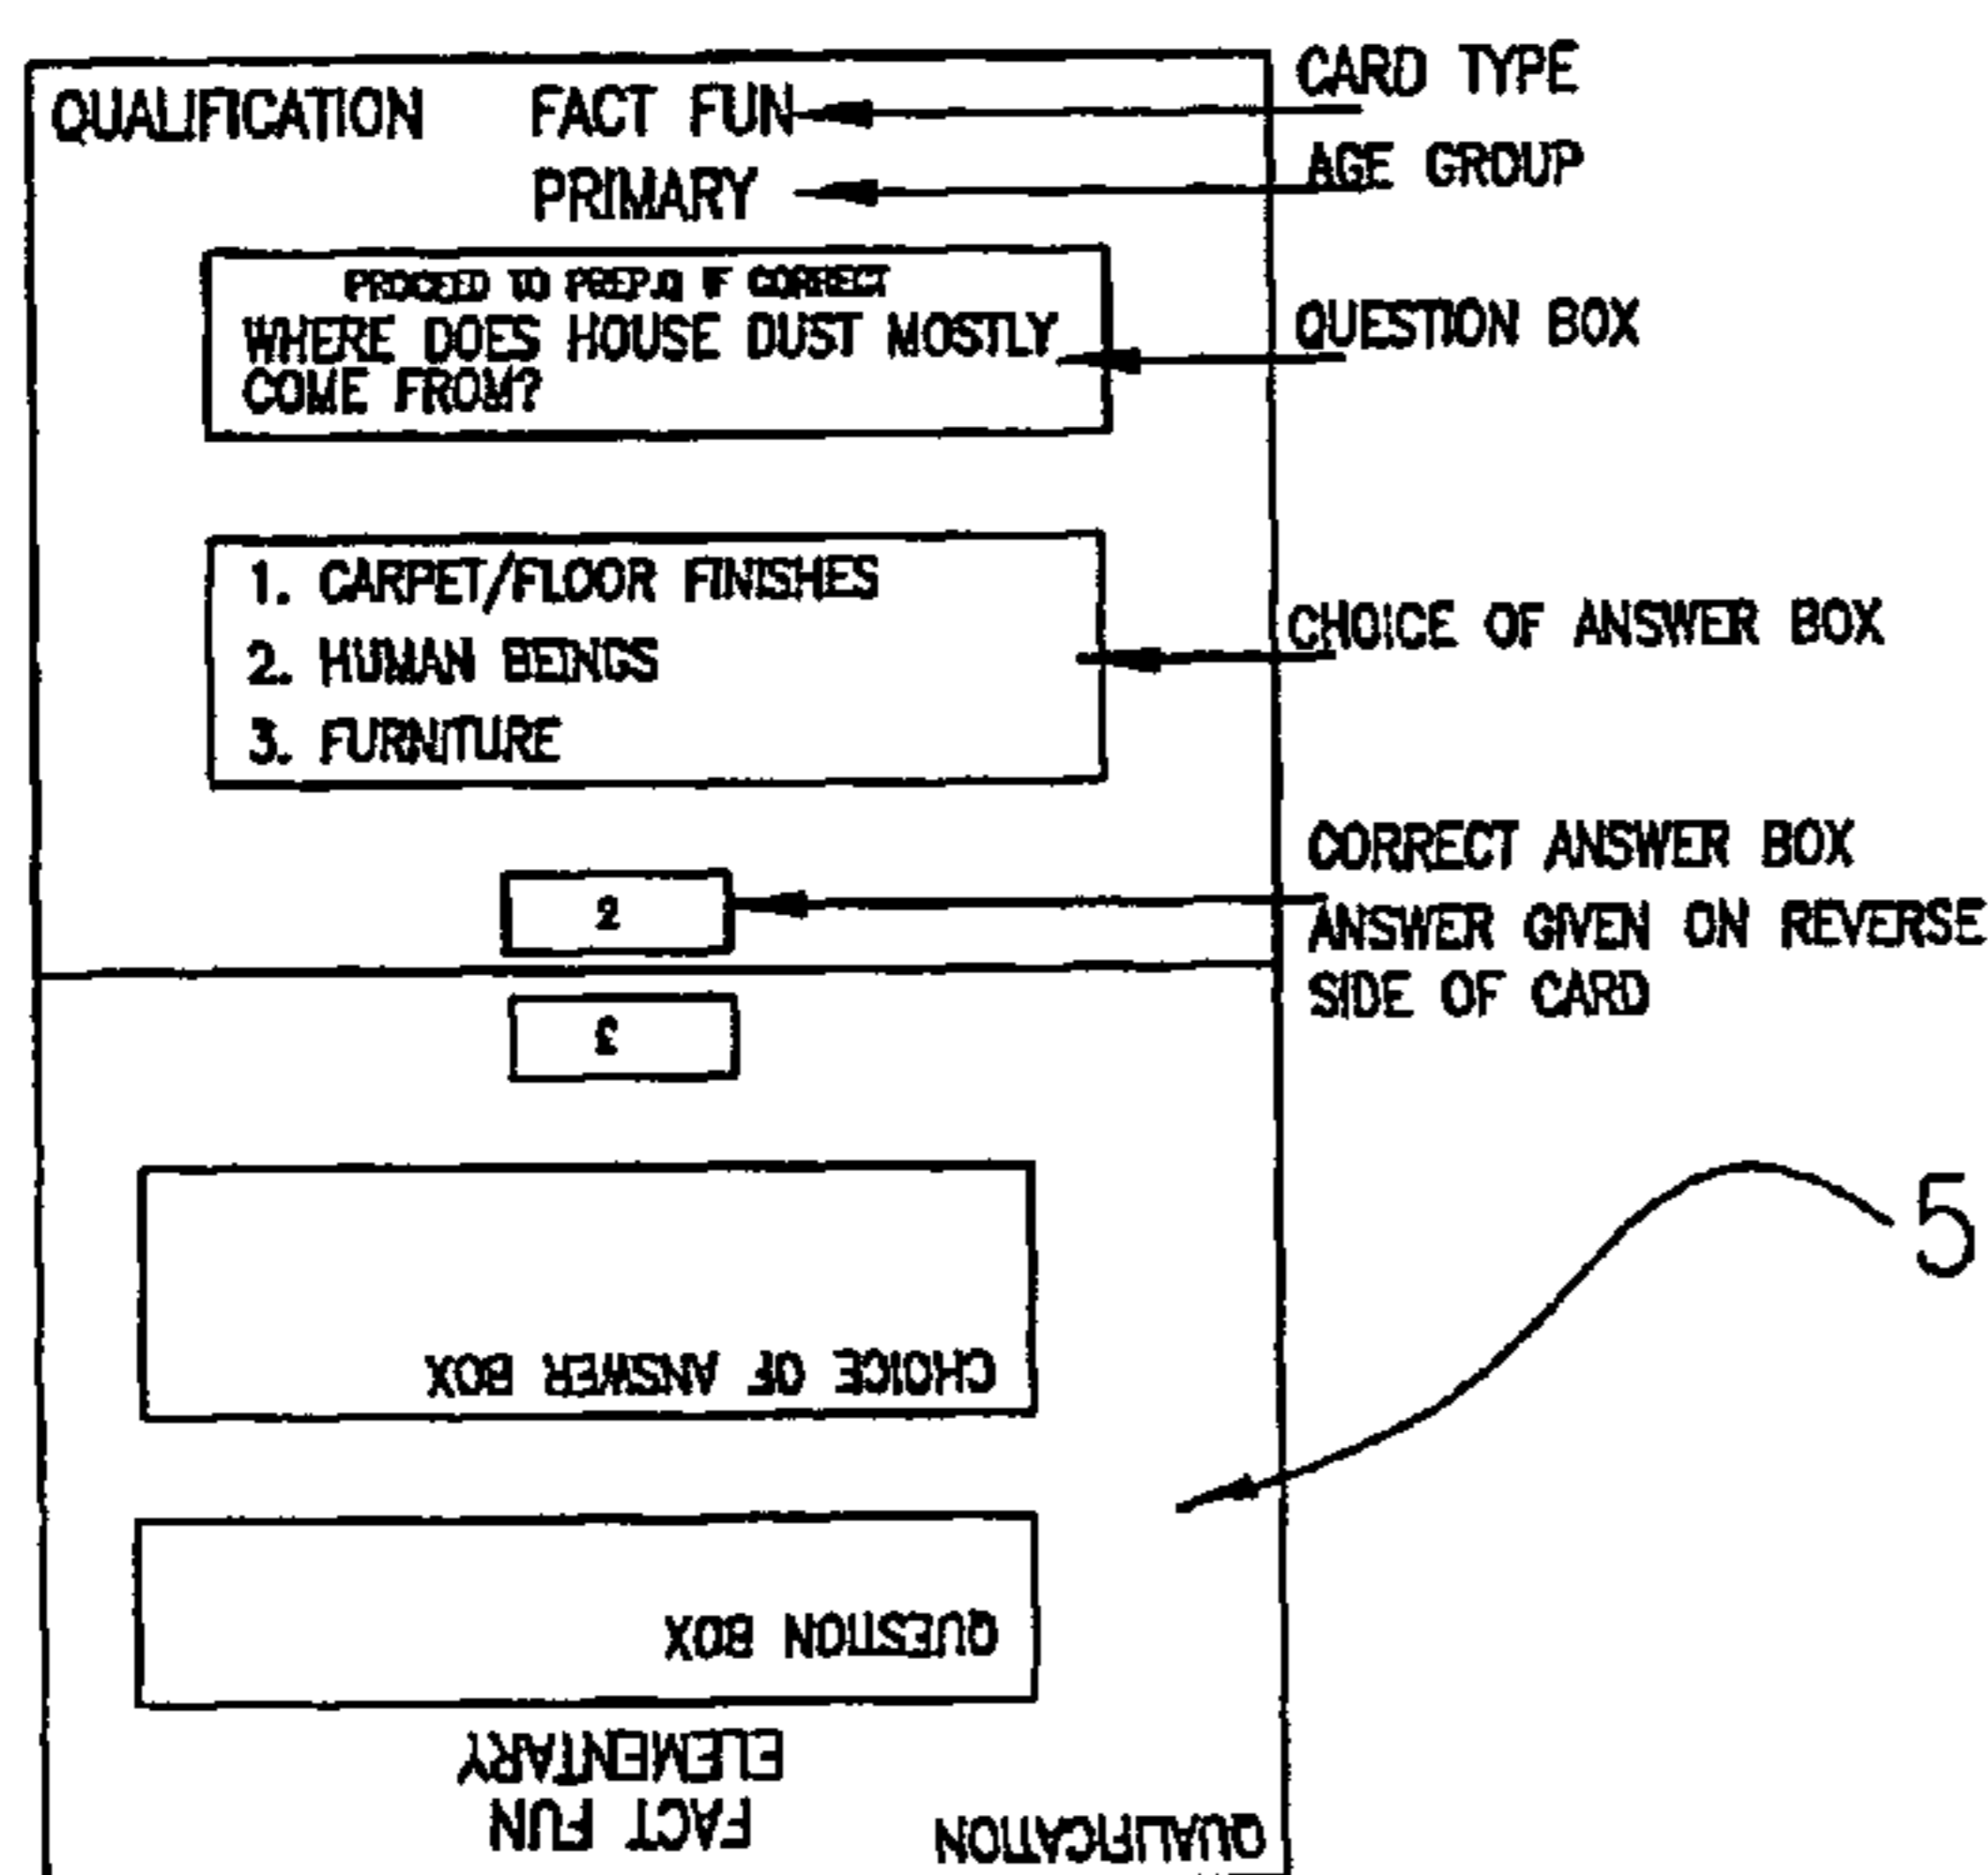 QUALIFICATION FACT FUN
PRIMARY
CARD TYPE
AGE GROUP
PROCEED TO PREP.Q IF CORRECT
WHERE DOES HOUSE DUST MOSTLY
COME FROM?
QUESTION BOX
1. CARPET/FLOOR FINISHES
2. HUMAN BEINGS
3. FURNITURE
CHOICE OF ANSWER BOX
2
CORRECT ANSWER BOX
ANSWER GIVEN ON REVERSE
SIDE OF CARD
3
CHOICE OF ANSWER BOX
5
QUESTION BOX
ELEMENTARY
QUALIFICATION FACT FUN